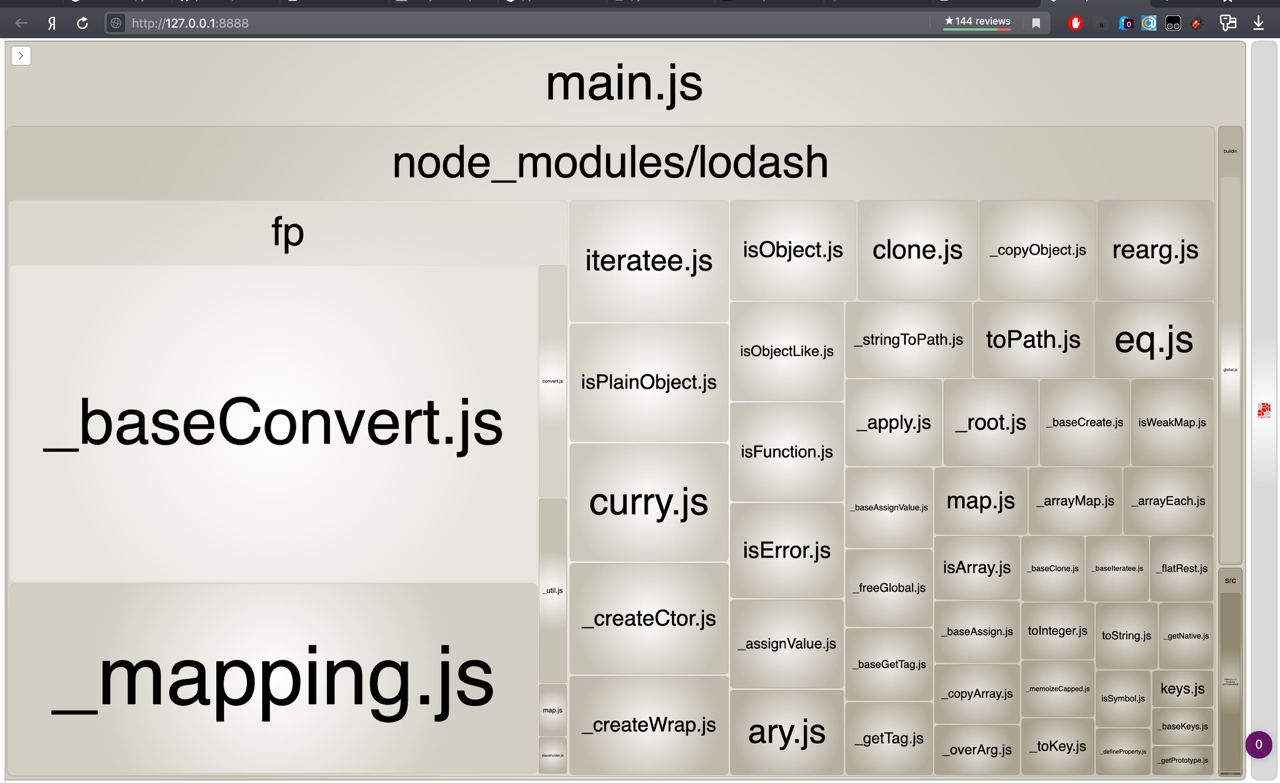 Я
http://127.0.0.1:8888
★144 reviews
0
main.js
node_modules/lodash
buildin
fp
iteratee.js
isObject.js
clone.js
_copyObject.js
rearg.js
isObjectLike.js
_stringToPath.js
toPath.js
eq.js
global.js
convert.js
isPlainObject.js
_baseConvert.js
isFunction.js
_apply.js
_root.js
_baseCreate.js
isWeakMap.js
curry.js
_baseAssignValue.js
map.js
_arrayMap.js
_arrayEach.js
isError.js
_util.js
_freeGlobal.js
isArray.js
_baseClone.js
_baseIteratee.js
_flatRest.js
src
_createCtor.js
_assignValue.js
_baseGetTag.js
_baseAssign.js
toInteger.js
toString.js
_getNative.js
_mapping.js
map.js
placeholder.js
_createWrap.js
ary.js
_getTag.js
_copyArray.js
_memoizeCapped.js
isSymbol.js
keys.js
_baseKeys.js
_overArg.js
_toKey.js
_defineProperty.js
_getPrototype.js
0